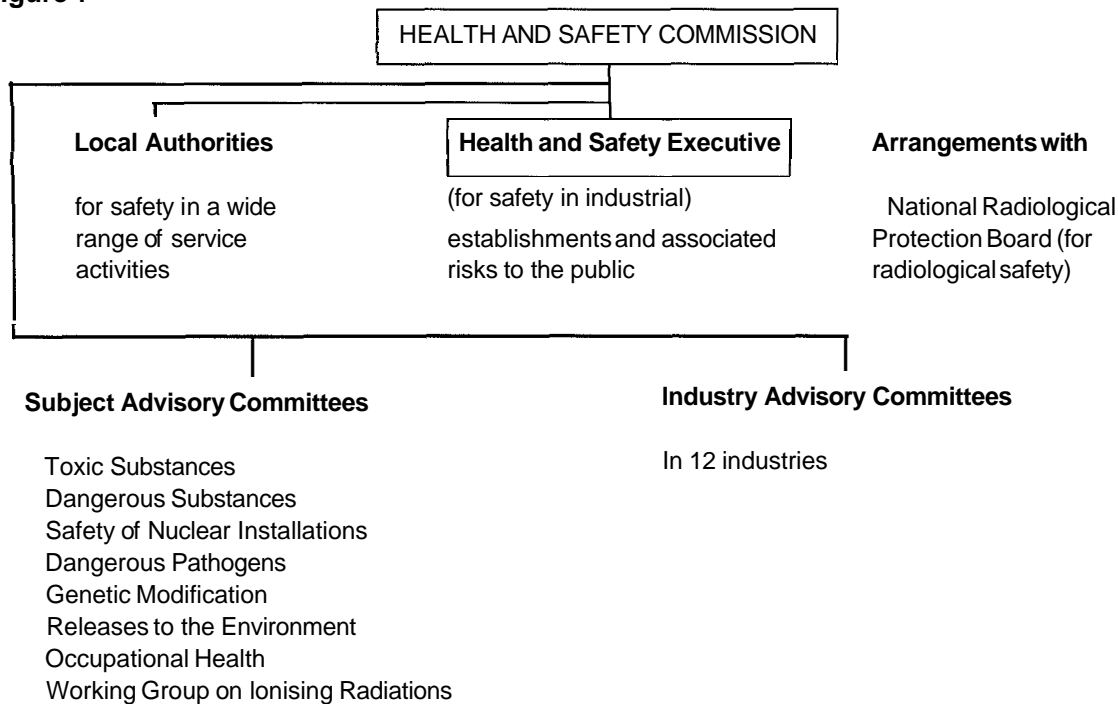 HEALTH AND SAFETY COMMISSION
Local Authorities
for safety in a wide
range of service
activities
Health and Safety Executive
(for safety in industrial)
establishments and associated
risks to the public
Arrangements with
National Radiological
Protection Board (for
radiological safety)
Subject Advisory Committees
Toxic Substances
Dangerous Substances
Safety of Nuclear Installations
Dangerous Pathogens
Genetic Modification
Releases to the Environment
Occupational Health
Working Group on Ionising Radiations
Industry Advisory Committees
In 12 industries